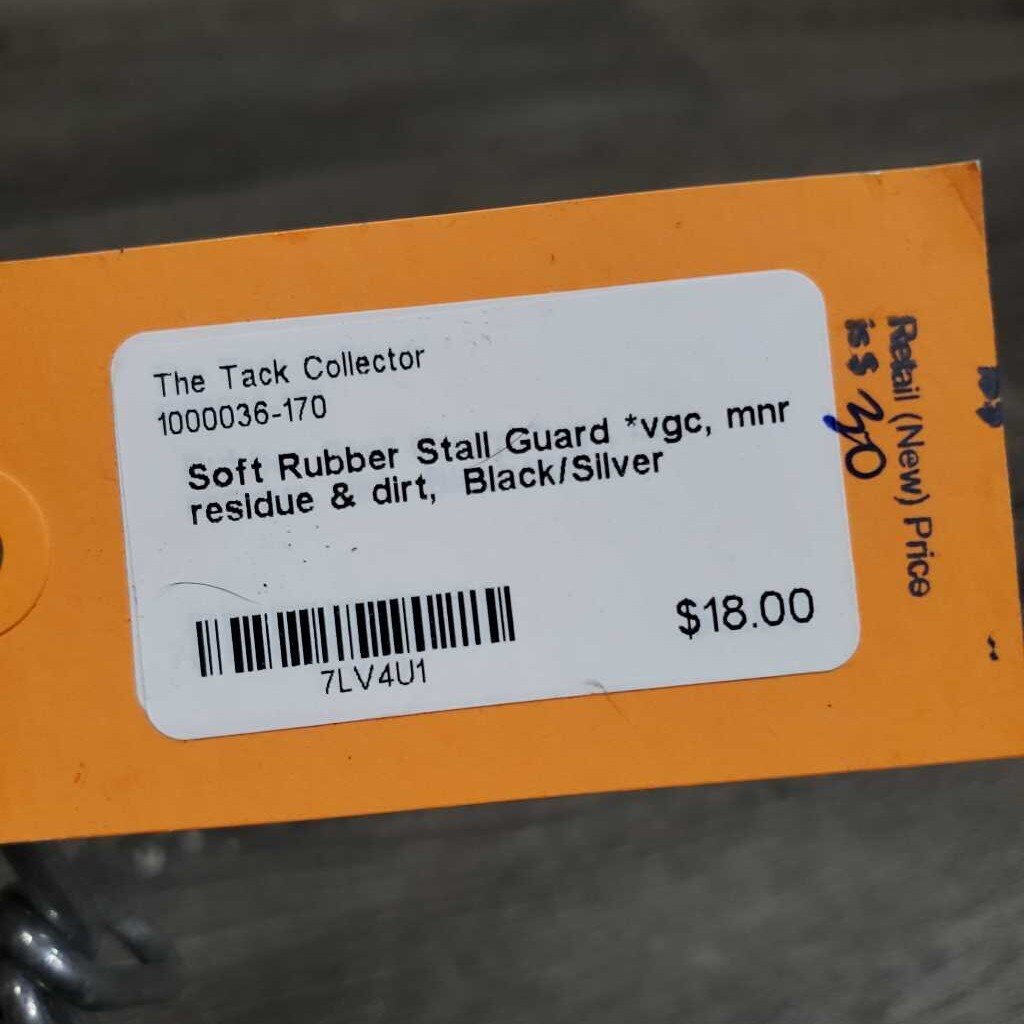 The Tack Collector
1000036-170
Soft Rubber Stall Guard *vgc, mnr
residue & dirt, Black/Silver
7LV4U1
$18.00
Retail (New) Price
is $ 30